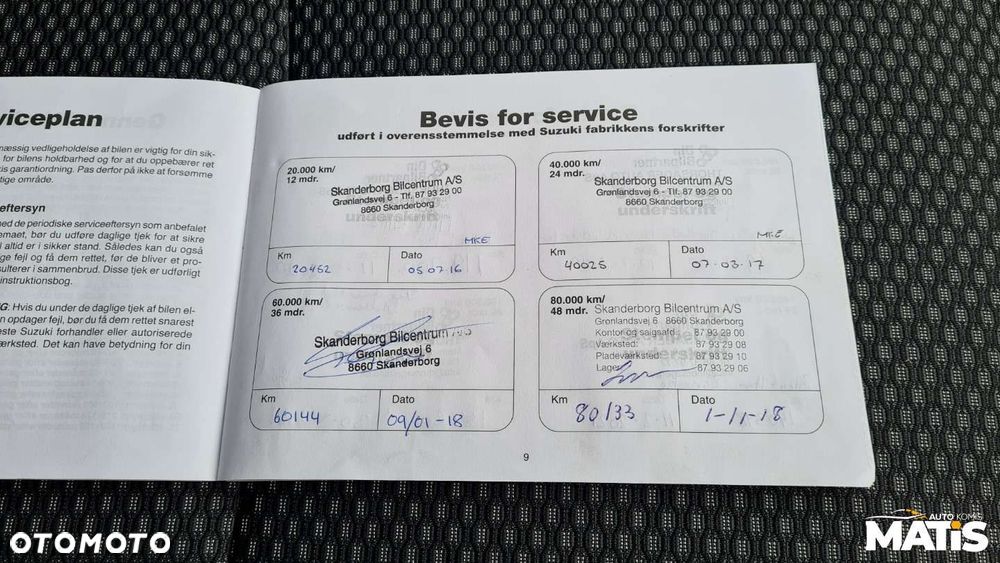 viceplan
mæssig vedligeholdelse af bilen er vigtig for din sik-
for bilens holdbarhed og for at du oppebærer ret
tis garantiordning. Pas derfor på ikke at forsømme
tige område.
eftersyn
med de periodiske serviceeftersyn som anbefalet
emaet, bør du udføre daglige tjek for at sikre
l altid er i sikker stand. Således kan du også
ge fejl og få dem rettet, før de bliver et pro-
sulterer i sammenbrud. Disse tjek er udførligt
instruktionsbog.
G: Hvis du under de daglige tjek af bilen el-
n opdager fejl, bør du få dem rettet snarest
este Suzuki forhandler eller autoriserede
ærksted. Det kan have betydning for din
Bevis for service
udført i overensstemmelse med Suzuki fabrikkens forskrifter
20.000 km/
12 mdr.
Skanderborg Bilcentrum A/S
Grønlandsvej 6 - Tlf. 87 93 29 00
8660 Skanderborg
MKE
Km
20452
Dato
05.07.16
40.000 km/
24 mdr.
Skanderborg Bilcentrum A/S
Grønlandsvej 6 - Tlf. 87 93 29 00
8660 Skanderborg
MKE
Km
40025
Dato
07-03-17
60.000 km/
36 mdr.
Skanderborg Bilcentrum
Grønlandsvej 6
8660 Skanderborg
Km
60144
Dato
09/01-18
80.000 km/
48 mdr.
Skanderborg Bilcentrum A/S
Grønlandsvej 6 8660 Skanderborg
Kontor og salgsafd. 87 93 29 00
Værksted: 87 93 29 08
Pladeværksted: 87 93 29 10
Lager 87 93 29 06
Km
80133
Dato
1-11-18
9
OTOMOTO
AUTO KOMIS
MATIS